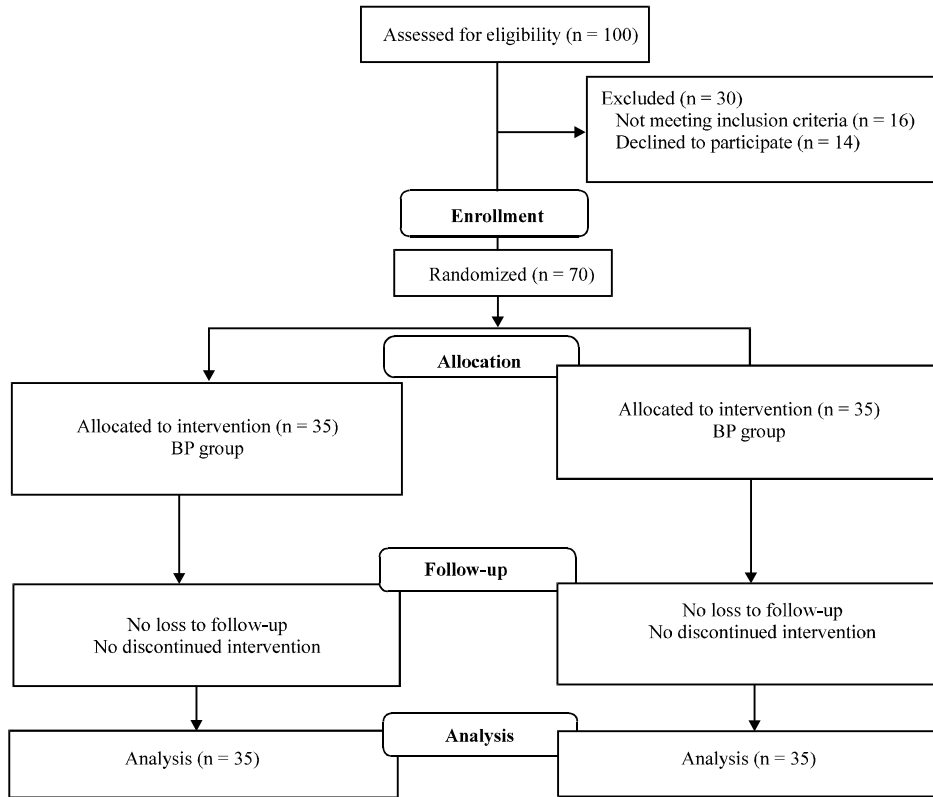 Assessed for eligibility (n = 100)
Excluded (n = 30)
Not meeting inclusion criteria (n = 16)
Declined to participate (n = 14)
Enrollment
Randomized (n = 70)
Allocation
Allocated to intervention (n = 35)
BP group
Allocated to intervention (n = 35)
BP group
Follow-up
No loss to follow-up
No discontinued intervention
No loss to follow-up
No discontinued intervention
Analysis
Analysis (n = 35)
Analysis (n = 35)